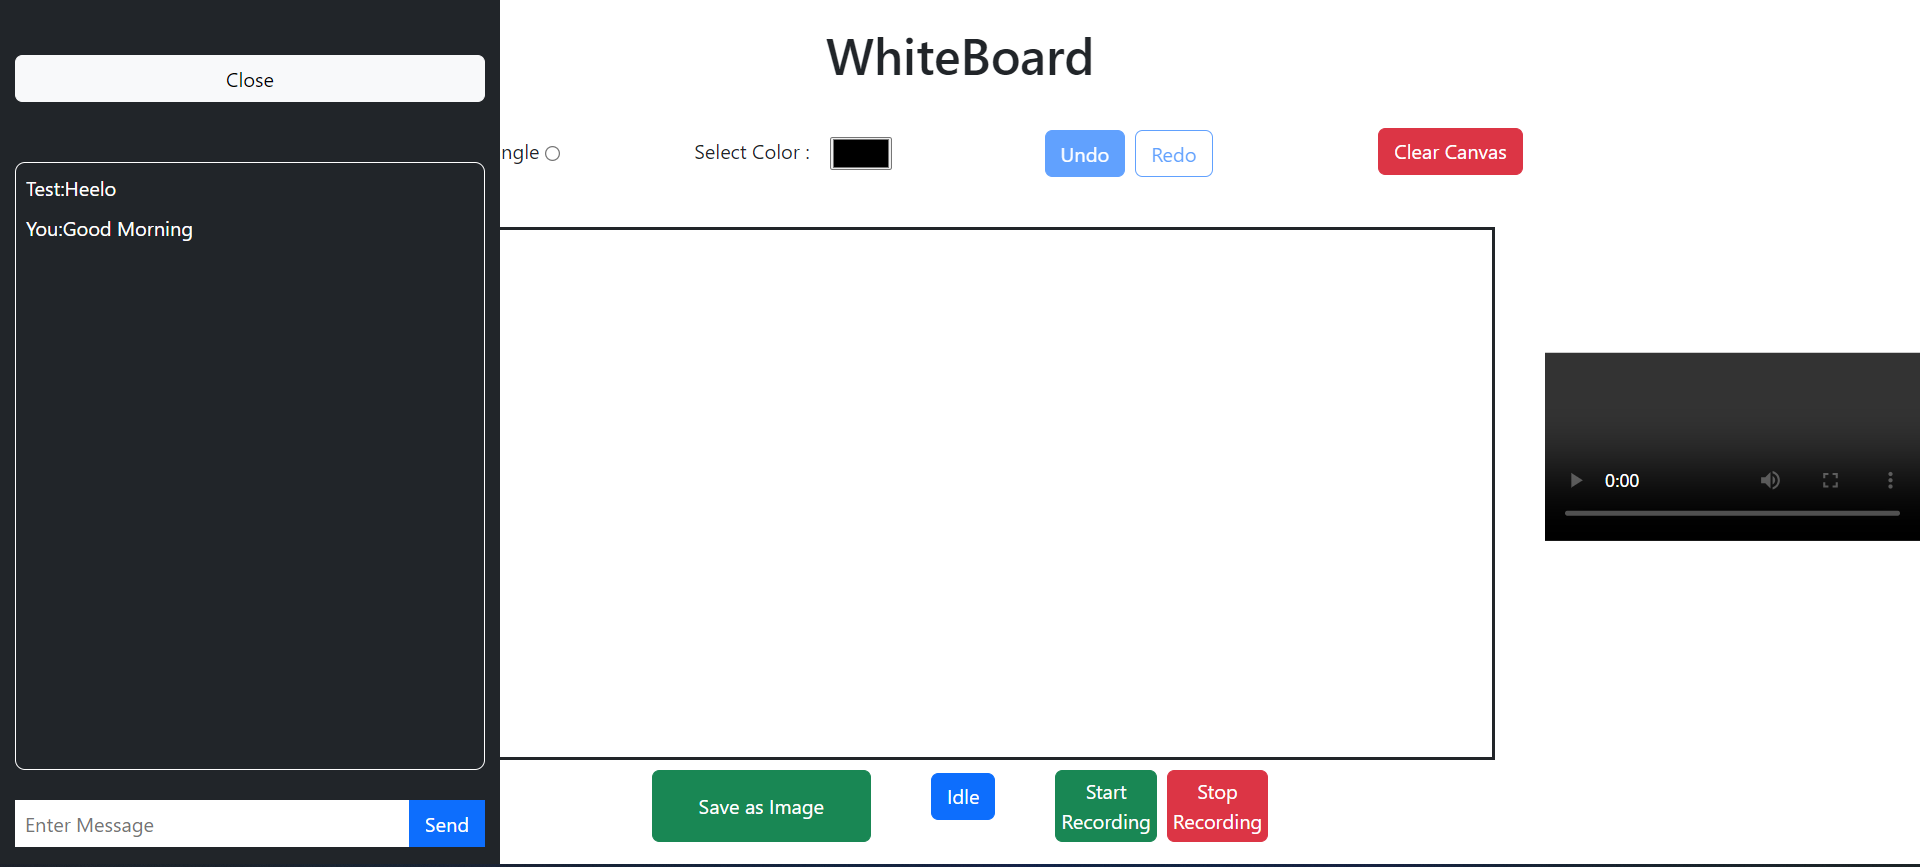 WhiteBoard
Close
ngle
Select Color :
Undo
Redo
Clear Canvas
Test:Heelo
You:Good Morning
0:00
Enter Message
Send
Save as Image
Idle
Start
Recording
Stop
Recording